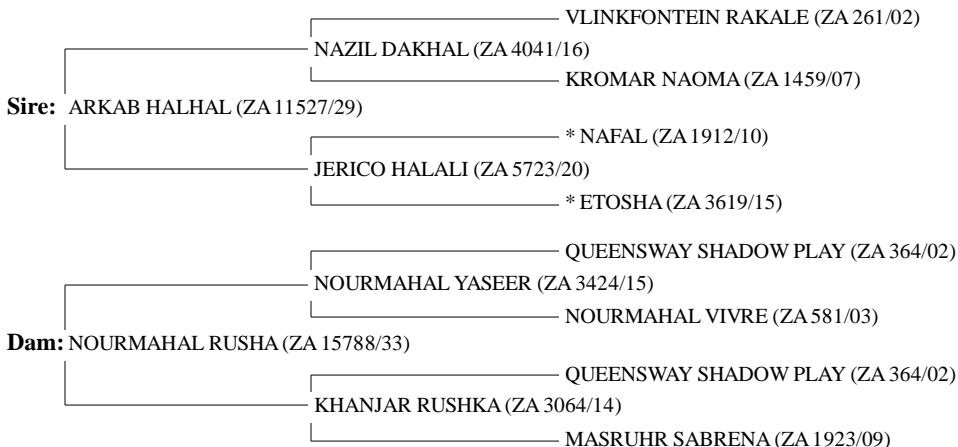 VLINKFONTEIN RAKALE (ZA 261/02)
NAZIL DAKHAL (ZA 4041/16)
KROMAR NAOMA (ZA 1459/07)
Sire: ARKAB HALHAL (ZA 11527/29)
* NAFAL (ZA 1912/10)
JERICO HALALI (ZA 5723/20)
* ETOSHA (ZA 3619/15)
QUEENSWAY SHADOW PLAY (ZA 364/02)
NOURMAHAL YASEER (ZA 3424/15)
NOURMAHAL VIVRE (ZA 581/03)
Dam: NOURMAHAL RUSHA (ZA 15788/33)
QUEENSWAY SHADOW PLAY (ZA 364/02)
KHANJAR RUSHKA (ZA 3064/14)
MASRUHR SABRENA (ZA 1923/09)